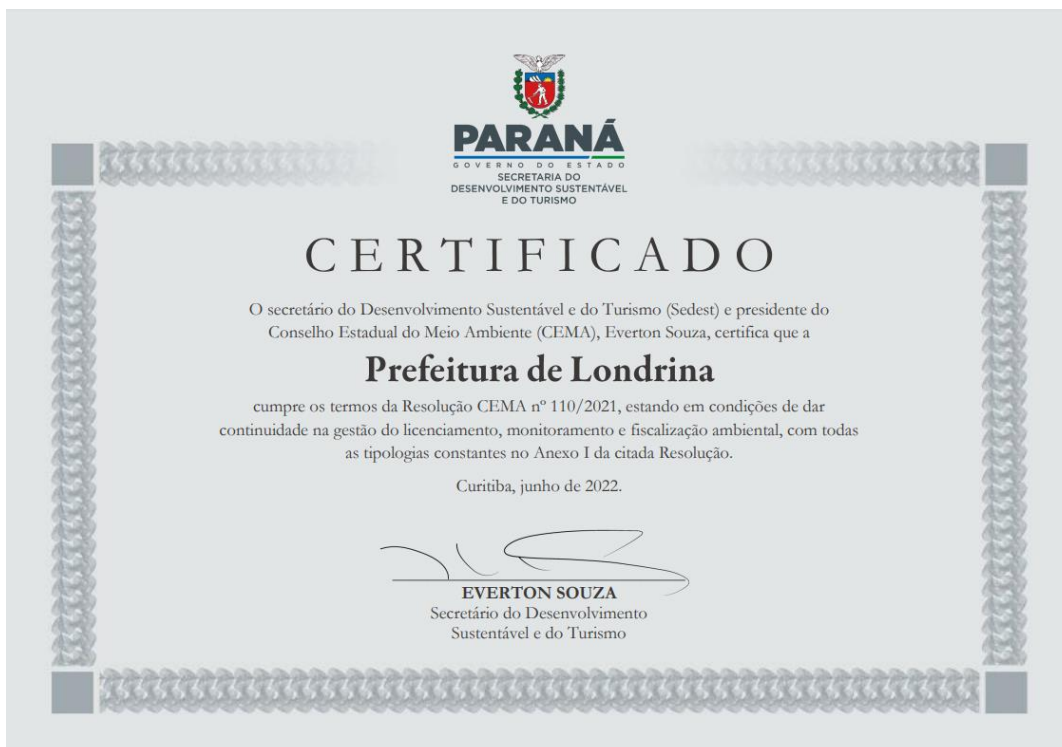 PARANÁ
GOVERNO DO ESTADO
SECRETARIA DO
DESENVOLVIMENTO SUSTENTÁVEL
E DO TURISMO
CERTIFICADO
O secretário do Desenvolvimento Sustentável e do Turismo (Sedest) e presidente do
Conselho Estadual do Meio Ambiente (CEMA), Everton Souza, certifica que a
Prefeitura de Londrina
cumpre os termos da Resolução CEMA nº 110/2021, estando em condições de dar
continuidade na gestão do licenciamento, monitoramento e fiscalização ambiental, com todas
as tipologias constantes no Anexo I da citada Resolução.
Curitiba, junho de 2022.
EVERTON SOUZA
Secretário do Desenvolvimento
Sustentável e do Turismo